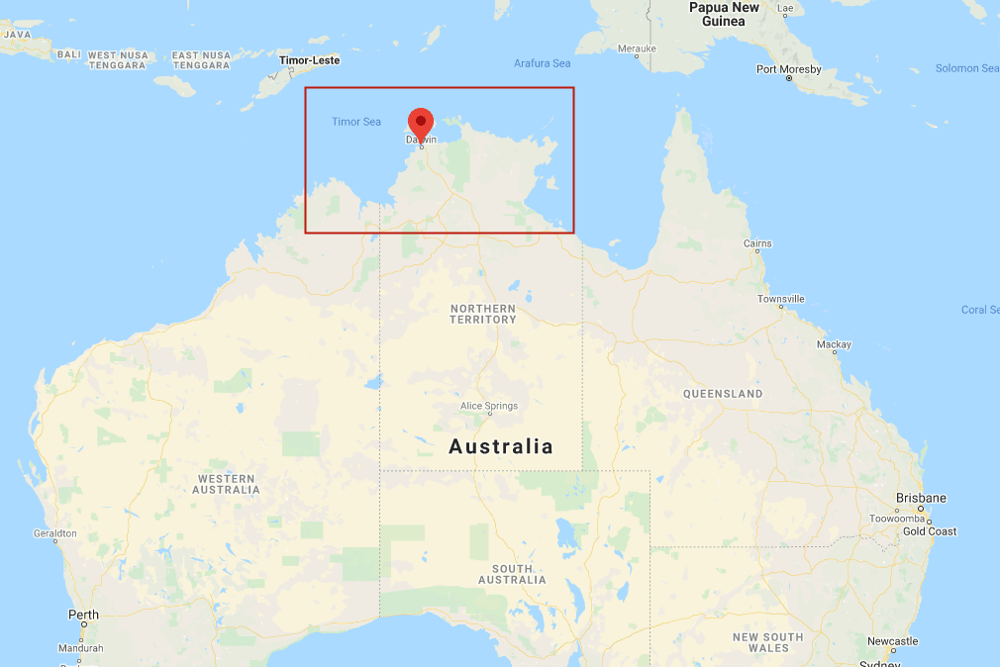 Papua New
Guinea
Lae
JAVA
BALI
WEST NUSA
TENGGARA
EAST NUSA
TENGGARA
Timor-Leste
Merauke
Arafura Sea
Port Moresby
Solomon Sea
Timor Sea
Darwin
Cairns
Townsville
NORTHERN
TERRITORY
Coral Se
Mackay
QUEENSLAND
Alice Springs
Australia
WESTERN
AUSTRALIA
Brisbane
Toowoomba
Gold Coast
Geraldton
SOUTH
AUSTRALIA
Perth
NEW SOUTH
WALES
Newcastle
Mandurah
Sydney